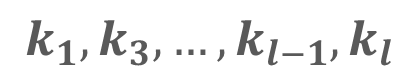 k₁, k₃, …, kₗ₋₁, kₗ